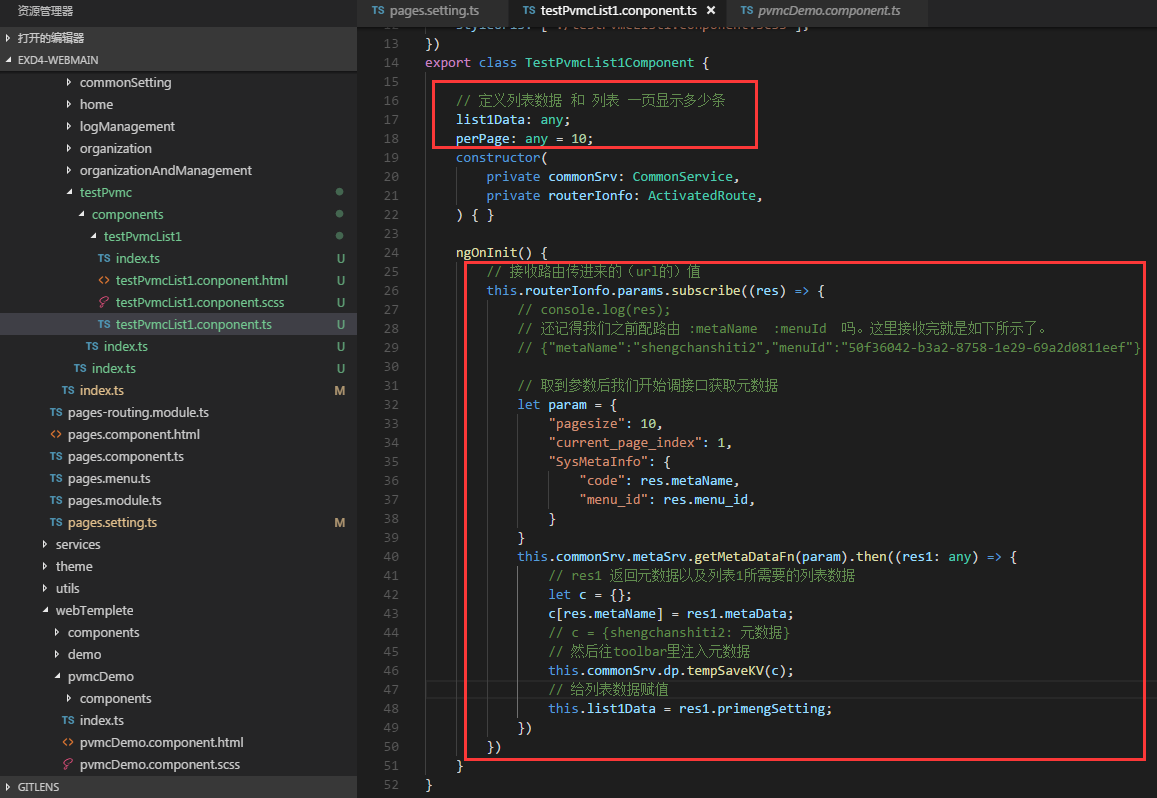 资源管理器
打开的编辑器
EXD4-WEBMAIN
commonSetting
home
logManagement
organization
organizationAndManagement
testPvmc
components
testPvmcList1
TS index.ts U
<> testPvmcList1.conponent.html U
testPvmcList1.conponent.scss U
TS testPvmcList1.conponent.ts U
TS index.ts U
TS index.ts U
TS index.ts M
TS pages-routing.module.ts
<> pages.component.html
TS pages.component.ts
TS pages.menu.ts
TS pages.module.ts
TS pages.setting.ts M
services
theme
utils
webTemplete
components
demo
pvmcDemo
components
TS index.ts
<> pvmcDemo.component.html
pvmcDemo.component.scss
GITLENS
TS pages.setting.ts TS testPvmcList1.conponent.ts × TS pvmcDemo.component.ts
13 })
14 export class TestPvmcList1Component {
15
16 // 定义列表数据 和 列表 一页显示多少条
17 list1Data: any;
18 perPage: any = 10;
19 constructor(
20 private commonSrv: CommonService,
21 private routerIonfo: ActivatedRoute,
22 ) { }
23
24 ngOnInit() {
25 // 接收路由传进来的（url的）值
26 this.routerIonfo.params.subscribe((res) => {
27 // console.log(res);
28 // 还记得我们之前配路由 :metaName :menuId 吗。这里接收完就是如下所示了。
29 // {"metaName":"shengchanshiti2","menuId":"50f36042-b3a2-8758-1e29-69a2d0811eef"}
30
31 // 取到参数后我们开始调接口获取元数据
32 let param = {
33 "pagesize": 10,
34 "current_page_index": 1,
35 "SysMetaInfo": {
36 "code": res.metaName,
37 "menu_id": res.menu_id,
38 }
39 }
40 this.commonSrv.metaSrv.getMetaDataFn(param).then((res1: any) => {
41 // res1 返回元数据以及列表1所需要的列表数据
42 let c = {};
43 c[res.metaName] = res1.metaData;
44 // c = {shengchanshiti2: 元数据}
45 // 然后往toolbar里注入元数据
46 this.commonSrv.dp.tempSaveKV(c);
47 // 给列表数据赋值
48 this.list1Data = res1.primengSetting;
49 })
50 })
51 }
52 }